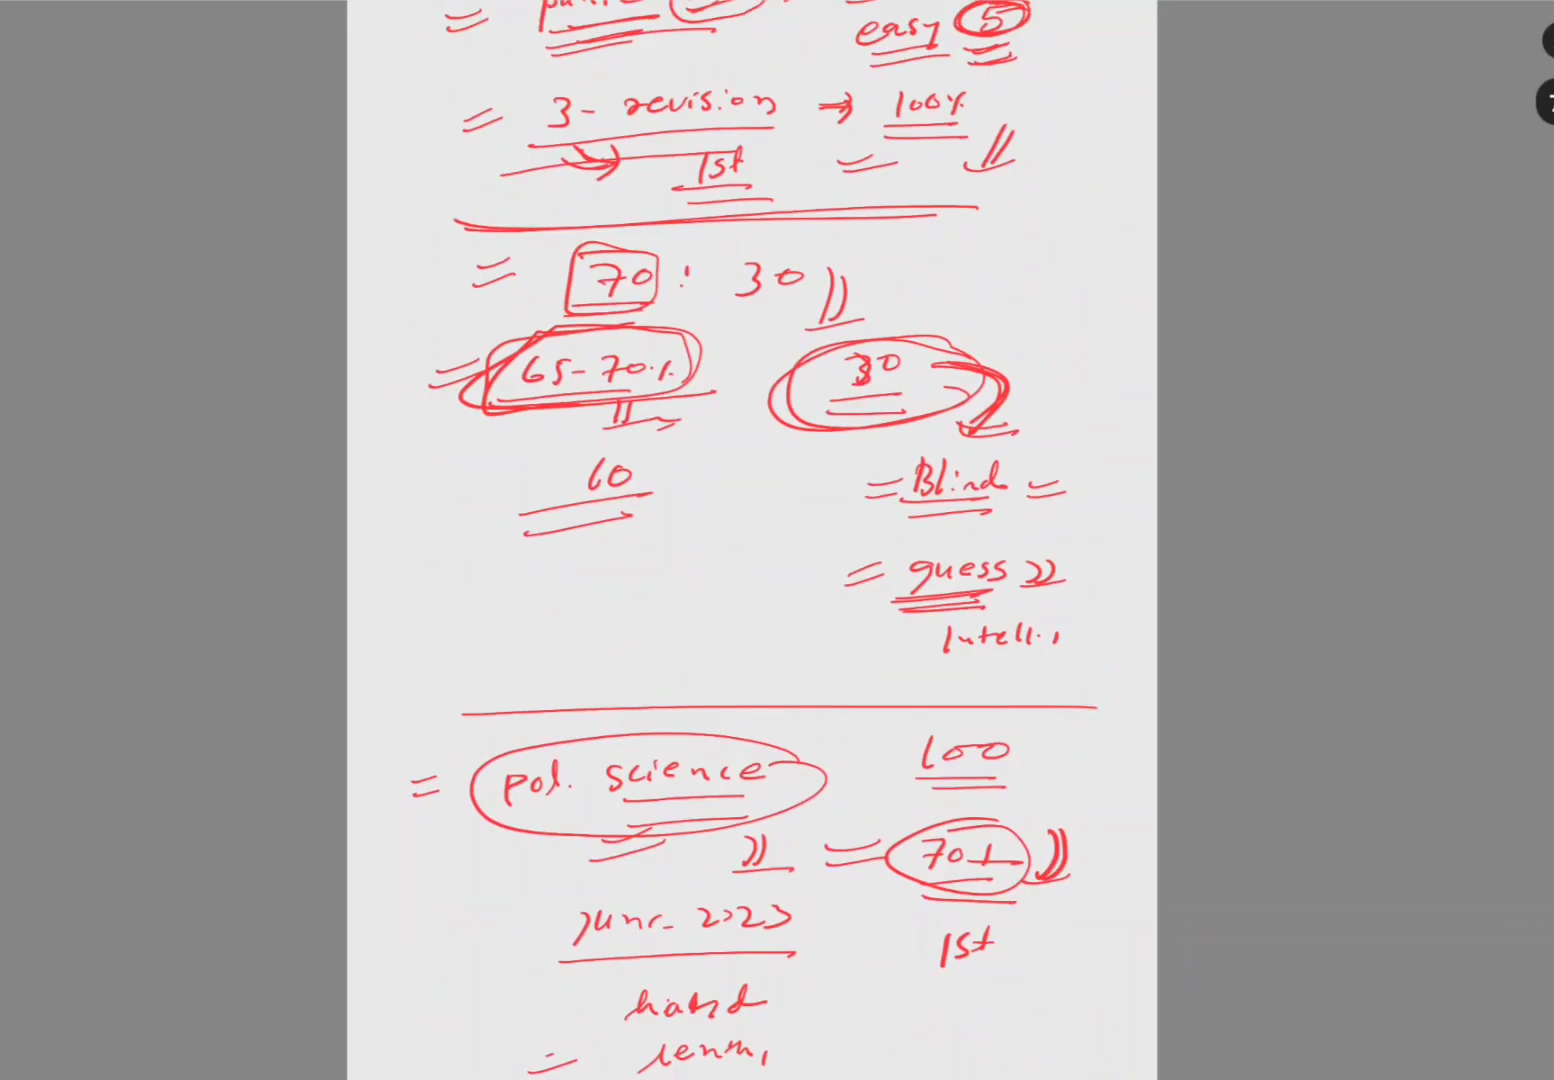 easy 5
3- revision → 100%
1st
70 : 30
65-70% 30
60
Blind
guess
Intelli.
pol. science 100
70%
June- 2023
1st
hard